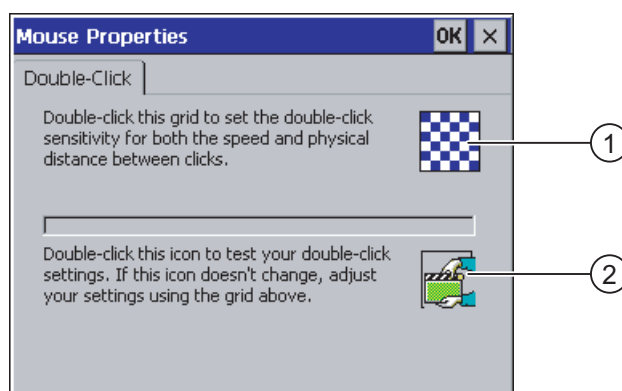 Mouse Properties OK ×
Double-Click
Double-click this grid to set the double-click
sensitivity for both the speed and physical
distance between clicks.
1
Double-click this icon to test your double-click
settings. If this icon doesn't change, adjust
your settings using the grid above.
2